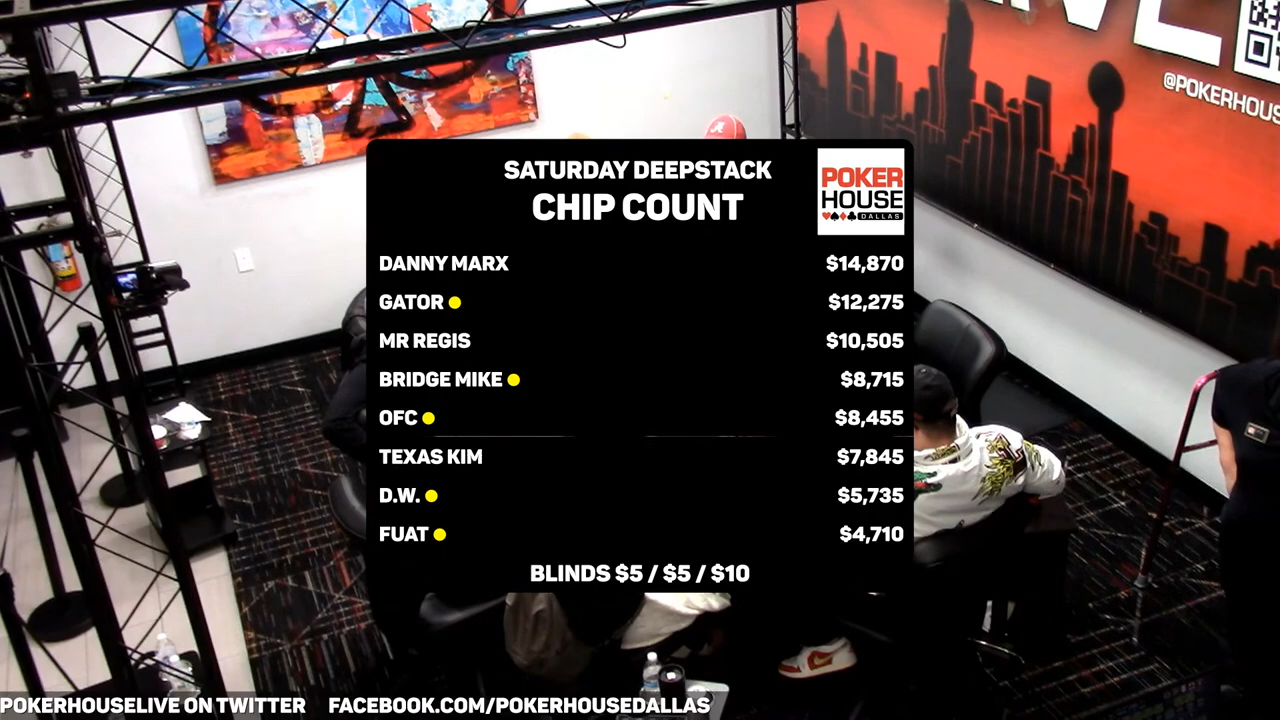 @POKERHOUS
SATURDAY DEEPSTACK
CHIP COUNT
POKER
HOUSE
DALLAS
DANNY MARX $14,870
GATOR $12,275
MR REGIS $10,505
BRIDGE MIKE $8,715
OFC $8,455
TEXAS KIM $7,845
D.W. $5,735
FUAT $4,710
BLINDS $5 / $5 / $10
POKERHOUSELIVE ON TWITTER FACEBOOK.COM/POKERHOUSEDALLAS